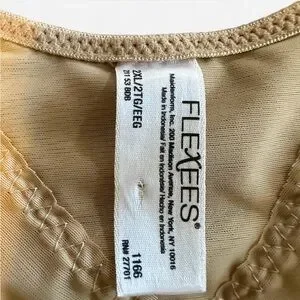 FLEXEES®
Maidenform, Inc. 200 Madison Avenue, New York, NY 10016
Made in Indonesia/ Fait en Indonésie/ Hecho en Indonesia
2XL/2TG/EEG
1166
RN# 27701